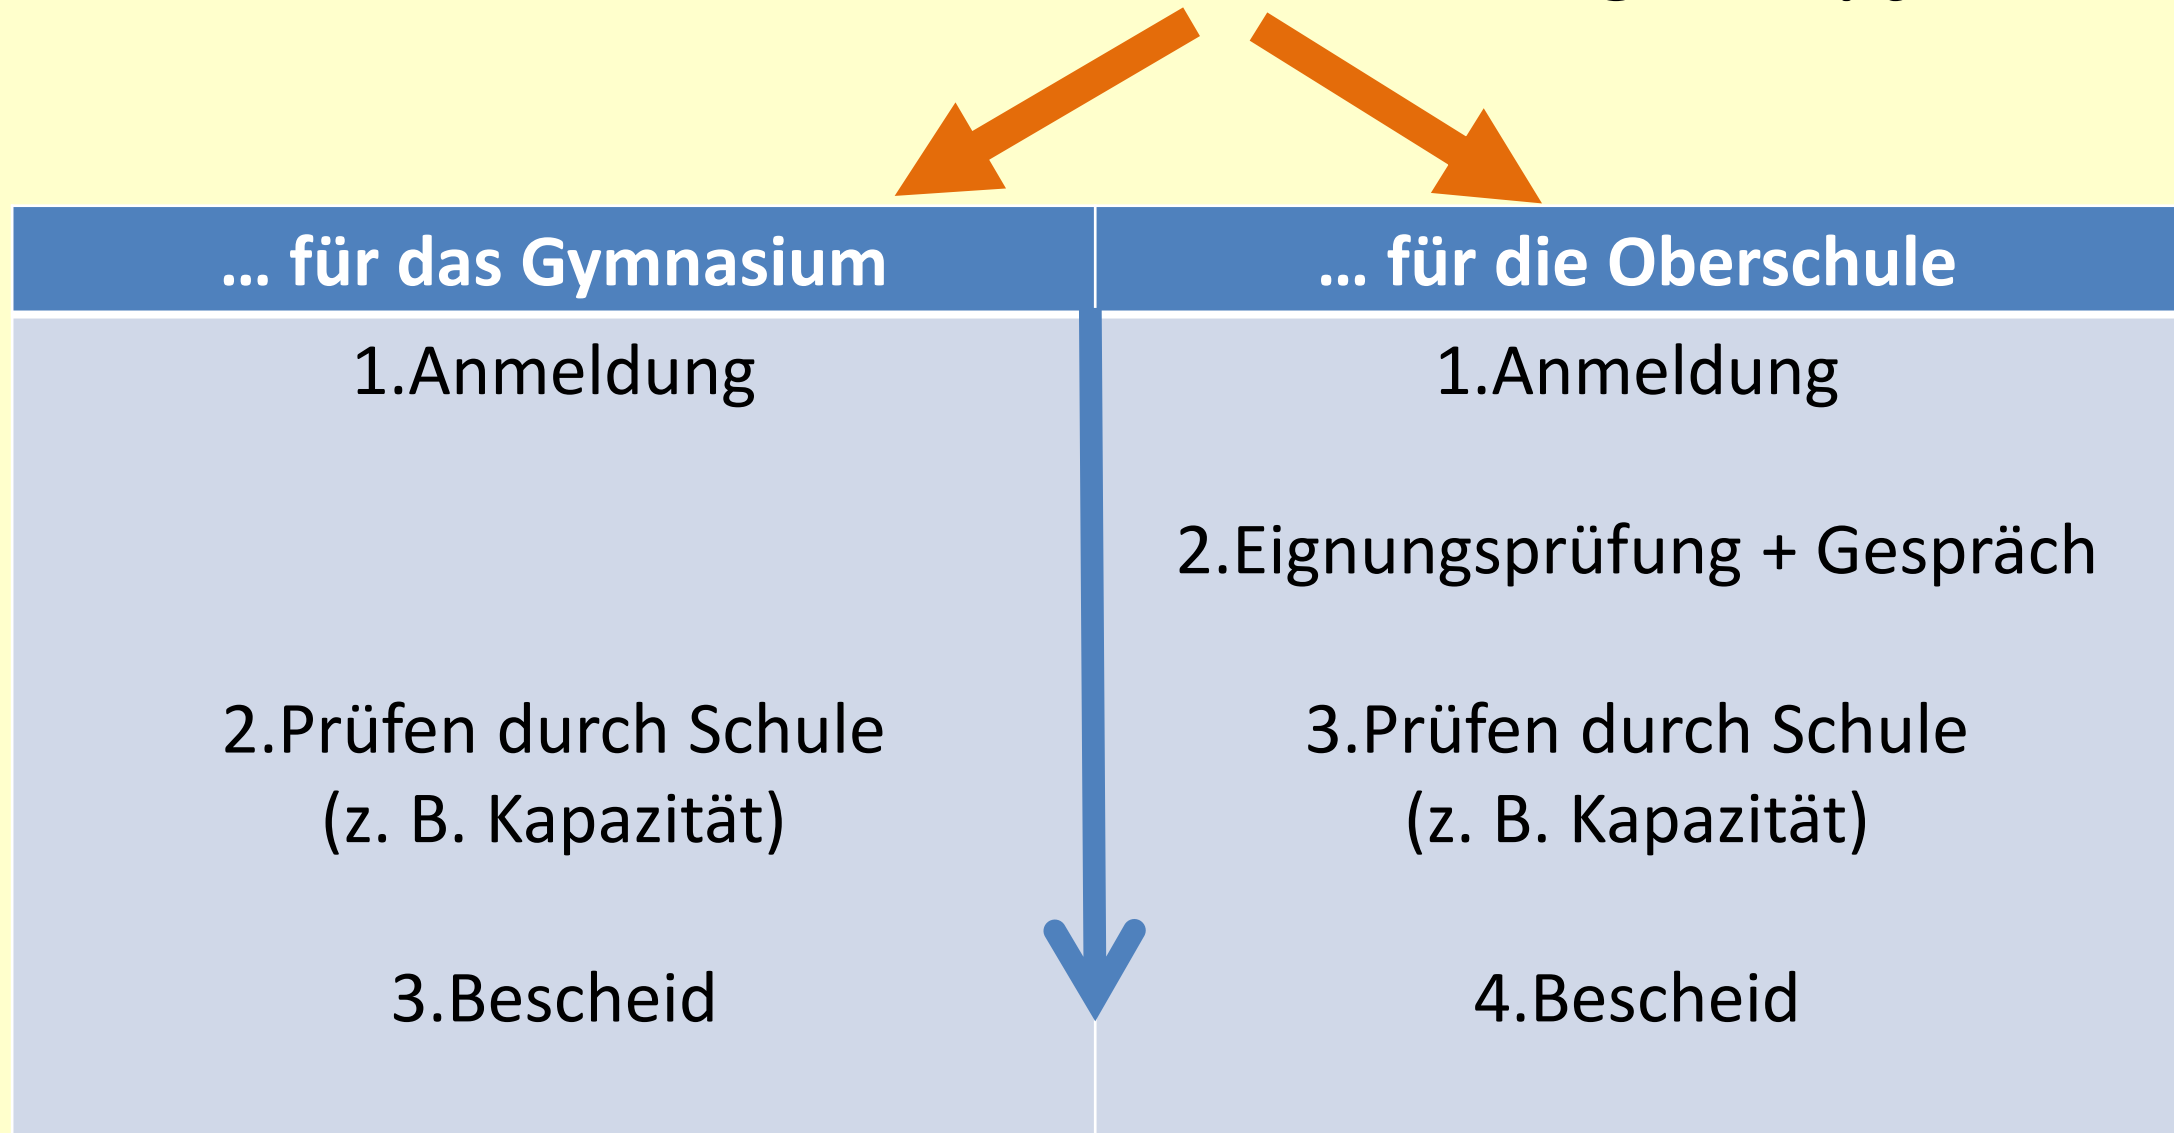 … für das Gymnasium
… für die Oberschule
1.Anmeldung
2.Prüfen durch Schule
(z. B. Kapazität)
3.Bescheid
1.Anmeldung
2.Eignungsprüfung + Gespräch
3.Prüfen durch Schule
(z. B. Kapazität)
4.Bescheid